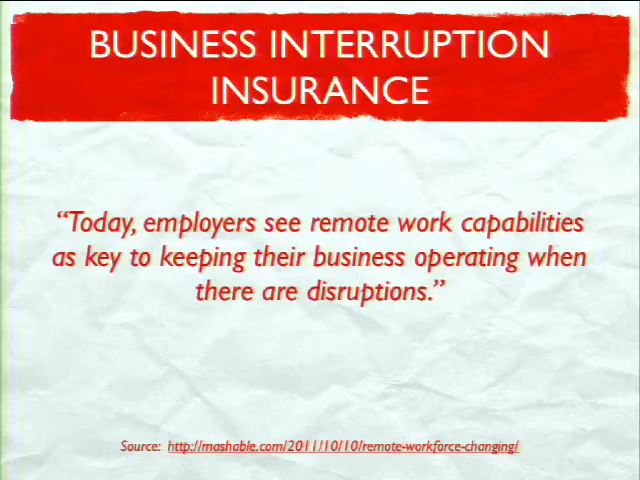 BUSINESS INTERRUPTION
INSURANCE
“Today, employers see remote work capabilities
as key to keeping their business operating when
there are disruptions.”
Source: http://mashable.com/2011/10/10/remote-workforce-changing/